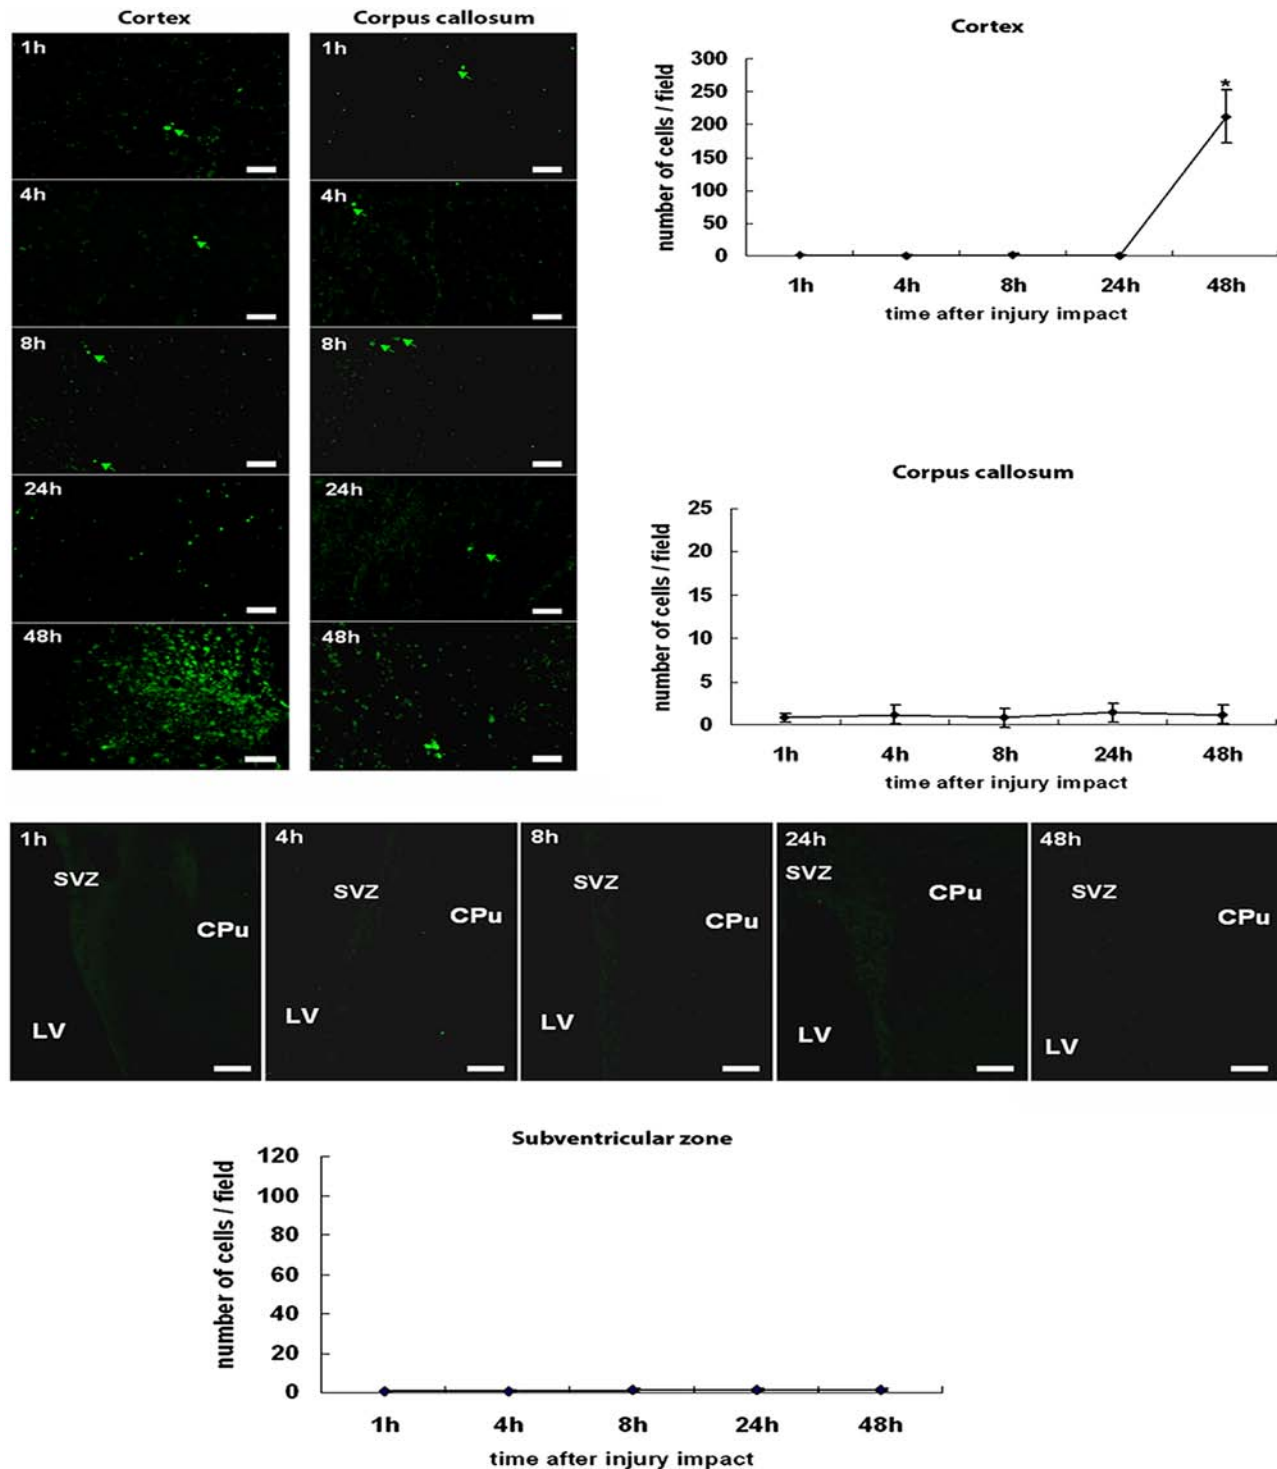 Cortex
Corpus callosum
1h
1h
4h
4h
8h
8h
24h
24h
48h
48h
Cortex
number of cells / field
300
250
200
150
100
50
0
*
1h 4h 8h 24h 48h
time after injury impact
Corpus callosum
number of cells / field
25
20
15
10
5
0
1h 4h 8h 24h 48h
time after injury impact
1h
SVZ
CPu
LV
4h
SVZ
CPu
LV
8h
SVZ
CPu
LV
24h
SVZ
CPu
LV
48h
SVZ
CPu
LV
Subventricular zone
number of cells / field
120
100
80
60
40
20
0
1h 4h 8h 24h 48h
time after injury impact